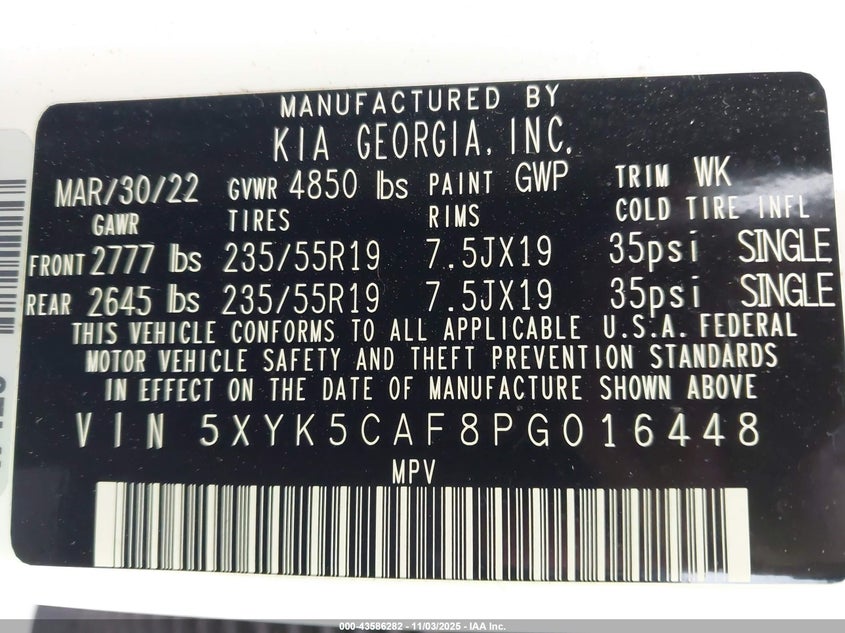 MANUFACTURED BY
KIA GEORGIA, INC.
MAR/30/22 GVWR 4850 lbs PAINT GWP TRIM WK
GAWR TIRES RIMS COLD TIRE INFL
FRONT 2777 lbs 235/55R19 7.5JX19 35psi SINGLE
REAR 2645 lbs 235/55R19 7.5JX19 35psi SINGLE
THIS VEHICLE CONFORMS TO ALL APPLICABLE U.S.A. FEDERAL
MOTOR VEHICLE SAFETY AND THEFT PREVENTION STANDARDS
IN EFFECT ON THE DATE OF MANUFACTURE SHOWN ABOVE
VIN 5XYK5CAF8PG016448
MPV
000-43586282 - 11/03/2025 - IAA Inc.